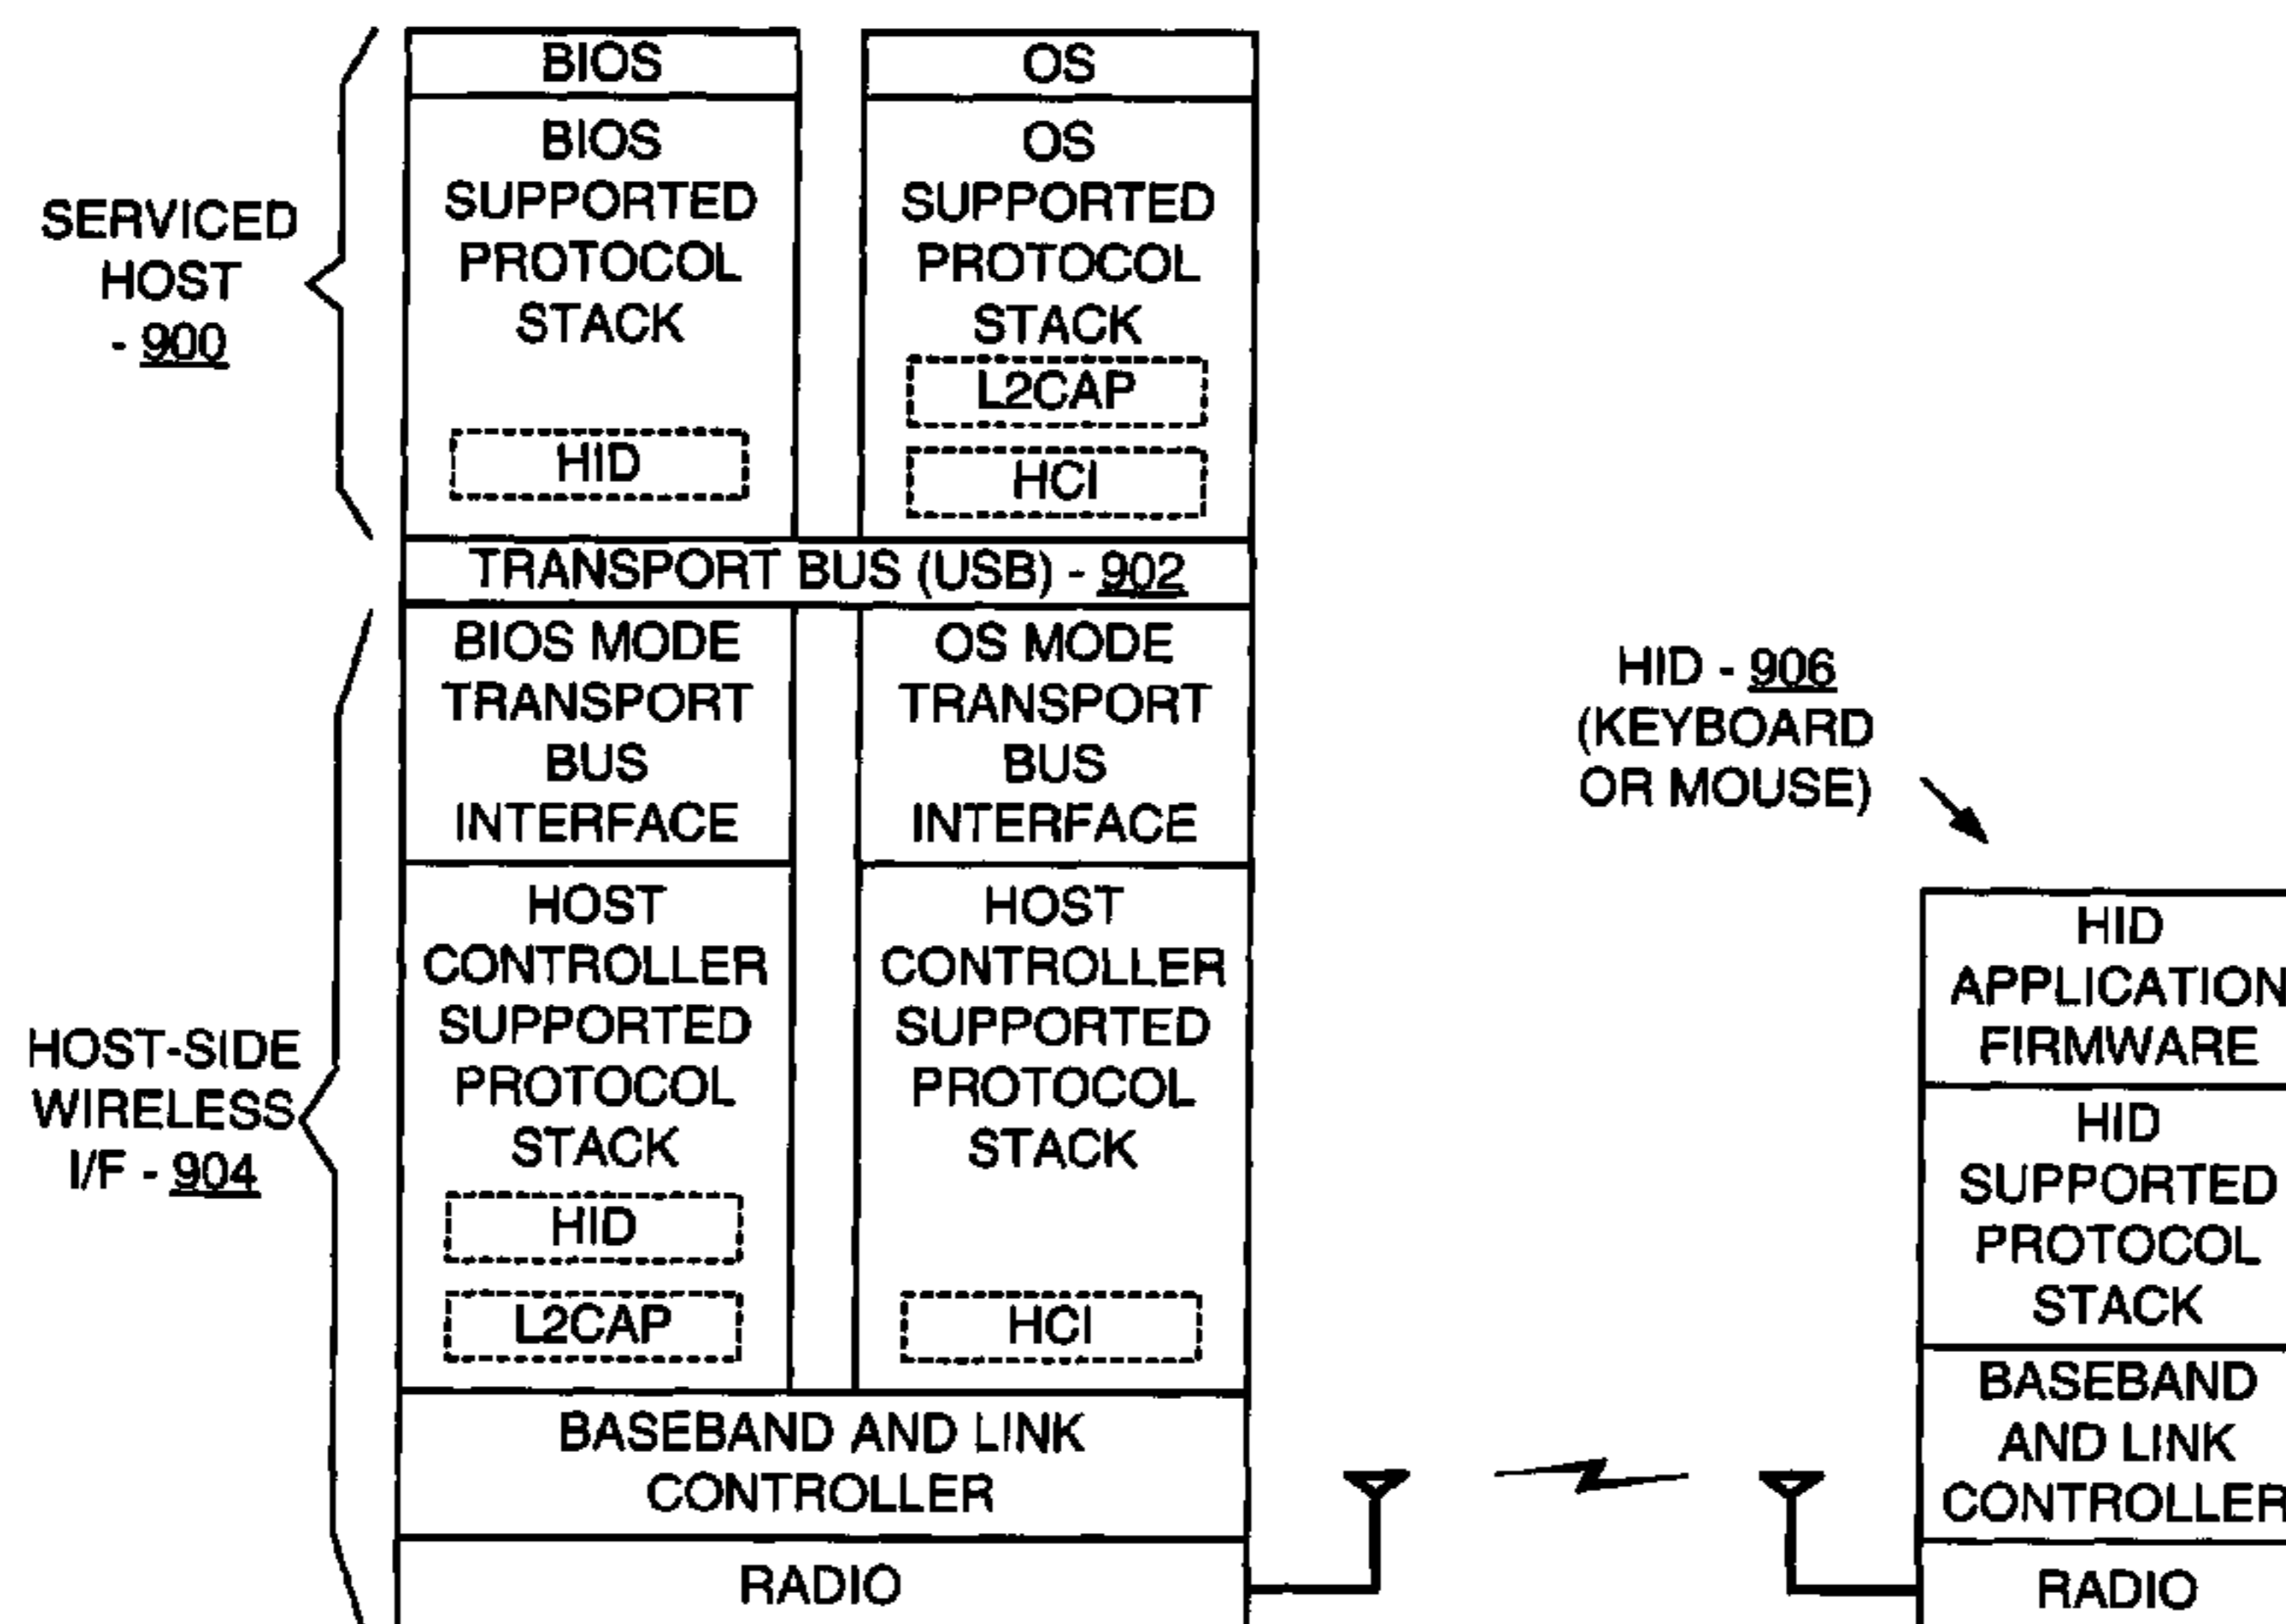 SERVICED
HOST
- 900
BIOS
BIOS
SUPPORTED
PROTOCOL
STACK
HID
OS
OS
SUPPORTED
PROTOCOL
STACK
L2CAP
HCI
TRANSPORT BUS (USB) - 902
HOST-SIDE
WIRELESS
I/F - 904
BIOS MODE
TRANSPORT
BUS
INTERFACE
HOST
CONTROLLER
SUPPORTED
PROTOCOL
STACK
HID
L2CAP
OS MODE
TRANSPORT
BUS
INTERFACE
HOST
CONTROLLER
SUPPORTED
PROTOCOL
STACK
HCI
BASEBAND AND LINK
CONTROLLER
RADIO
HID - 906
(KEYBOARD
OR MOUSE)
HID
APPLICATION
FIRMWARE
HID
SUPPORTED
PROTOCOL
STACK
BASEBAND
AND LINK
CONTROLLER
RADIO